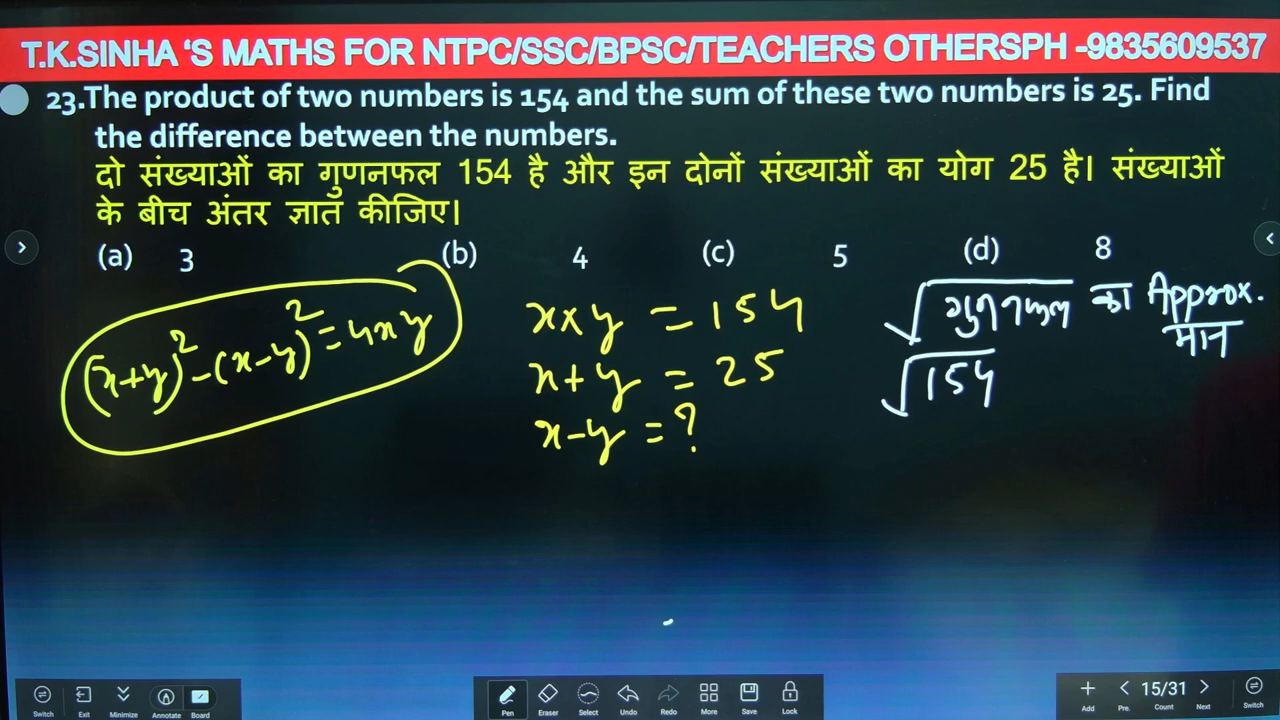 T.K.SINHA ‘S MATHS FOR NTPC/SSC/BPSC/TEACHERS OTHERSPH -9835609537
23.The product of two numbers is 154 and the sum of these two numbers is 25. Find
the difference between the numbers.
दो संख्याओं का गुणनफल 154 है और इन दोनों संख्याओं का योग 25 है। संख्याओं
के बीच अंतर ज्ञात कीजिए।
(a) 3 (b) 4 (c) 5 (d) 8
(x+y)² - (x-y)² = 4xy
x×y = 154
x+y = 25
x-y = ?
√गुणनफल का Approx.
मान
√154
Switch Exit Minimize Annotate Board
Pen Eraser Select Undo Redo More Save Lock
15/31
Add Pre. Count Next Switch